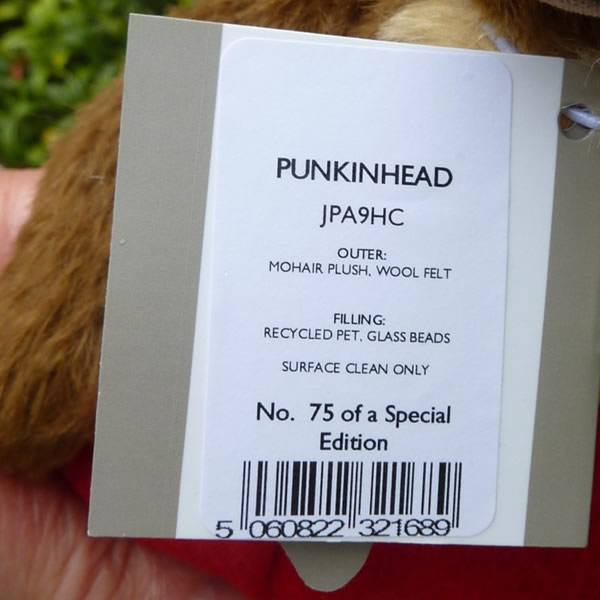 PUNKINHEAD
JPA9HC
OUTER:
MOHAIR PLUSH, WOOL FELT
FILLING:
RECYCLED PET, GLASS BEADS
SURFACE CLEAN ONLY
No. 75 of a Special
Edition
5 060822 321689